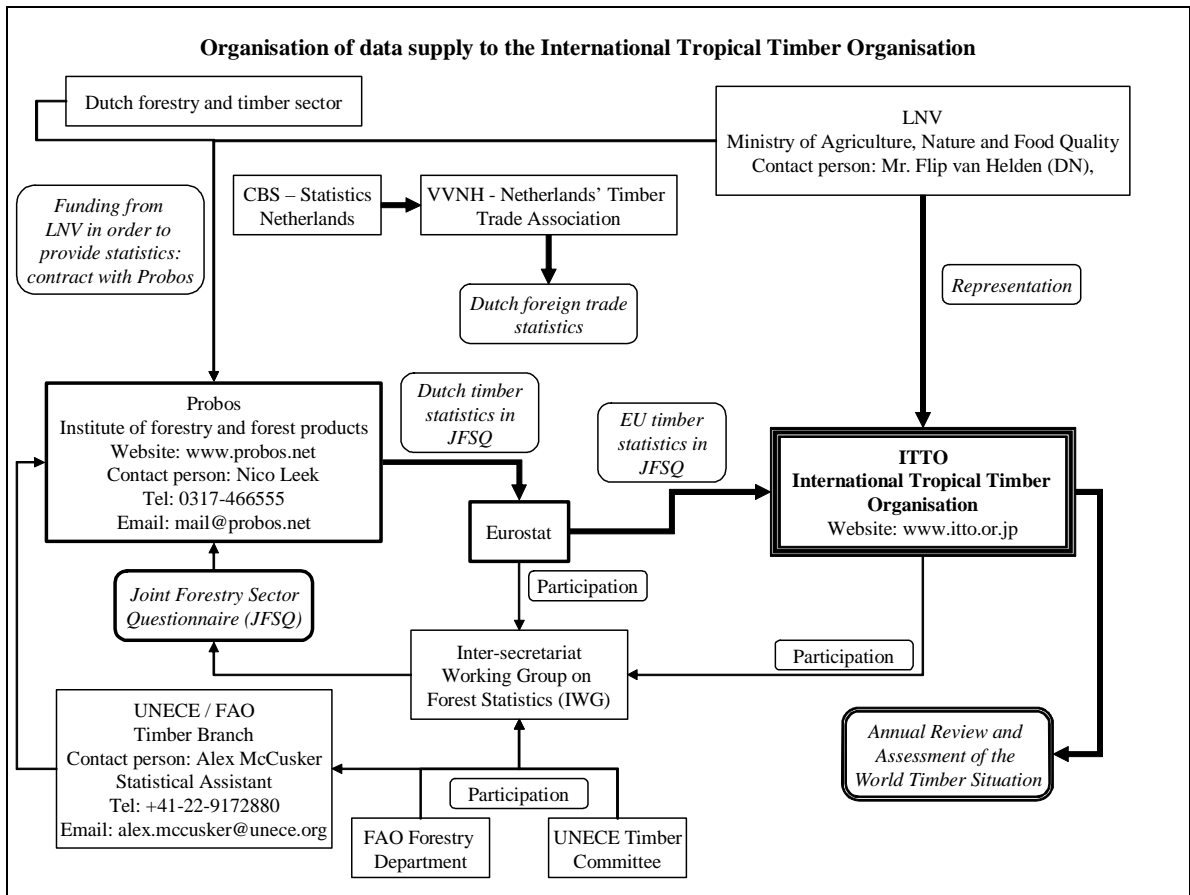 Organisation of data supply to the International Tropical Timber Organisation
Dutch forestry and timber sector
LNV
Ministry of Agriculture, Nature and Food Quality
Contact person: Mr. Flip van Helden (DN),
Funding from
LNV in order to
provide statistics:
contract with Probos
CBS – Statistics
Netherlands
VVNH - Netherlands' Timber
Trade Association
Dutch foreign trade
statistics
Representation
Probos
Institute of forestry and forest products
Website: www.probos.net
Contact person: Nico Leek
Tel: 0317-466555
Email: mail@probos.net
Dutch timber
statistics in
JFSQ
EU timber
statistics in
JFSQ
Eurostat
ITTO
International Tropical Timber
Organisation
Website: www.itto.or.jp
Participation
Joint Forestry Sector
Questionnaire (JFSQ)
Inter-secretariat
Working Group on
Forest Statistics (IWG)
Participation
UNECE / FAO
Timber Branch
Contact person: Alex McCusker
Statistical Assistant
Tel: +41-22-9172880
Email: alex.mccusker@unece.org
Participation
FAO Forestry
Department
UNECE Timber
Committee
Annual Review and
Assessment of the
World Timber Situation